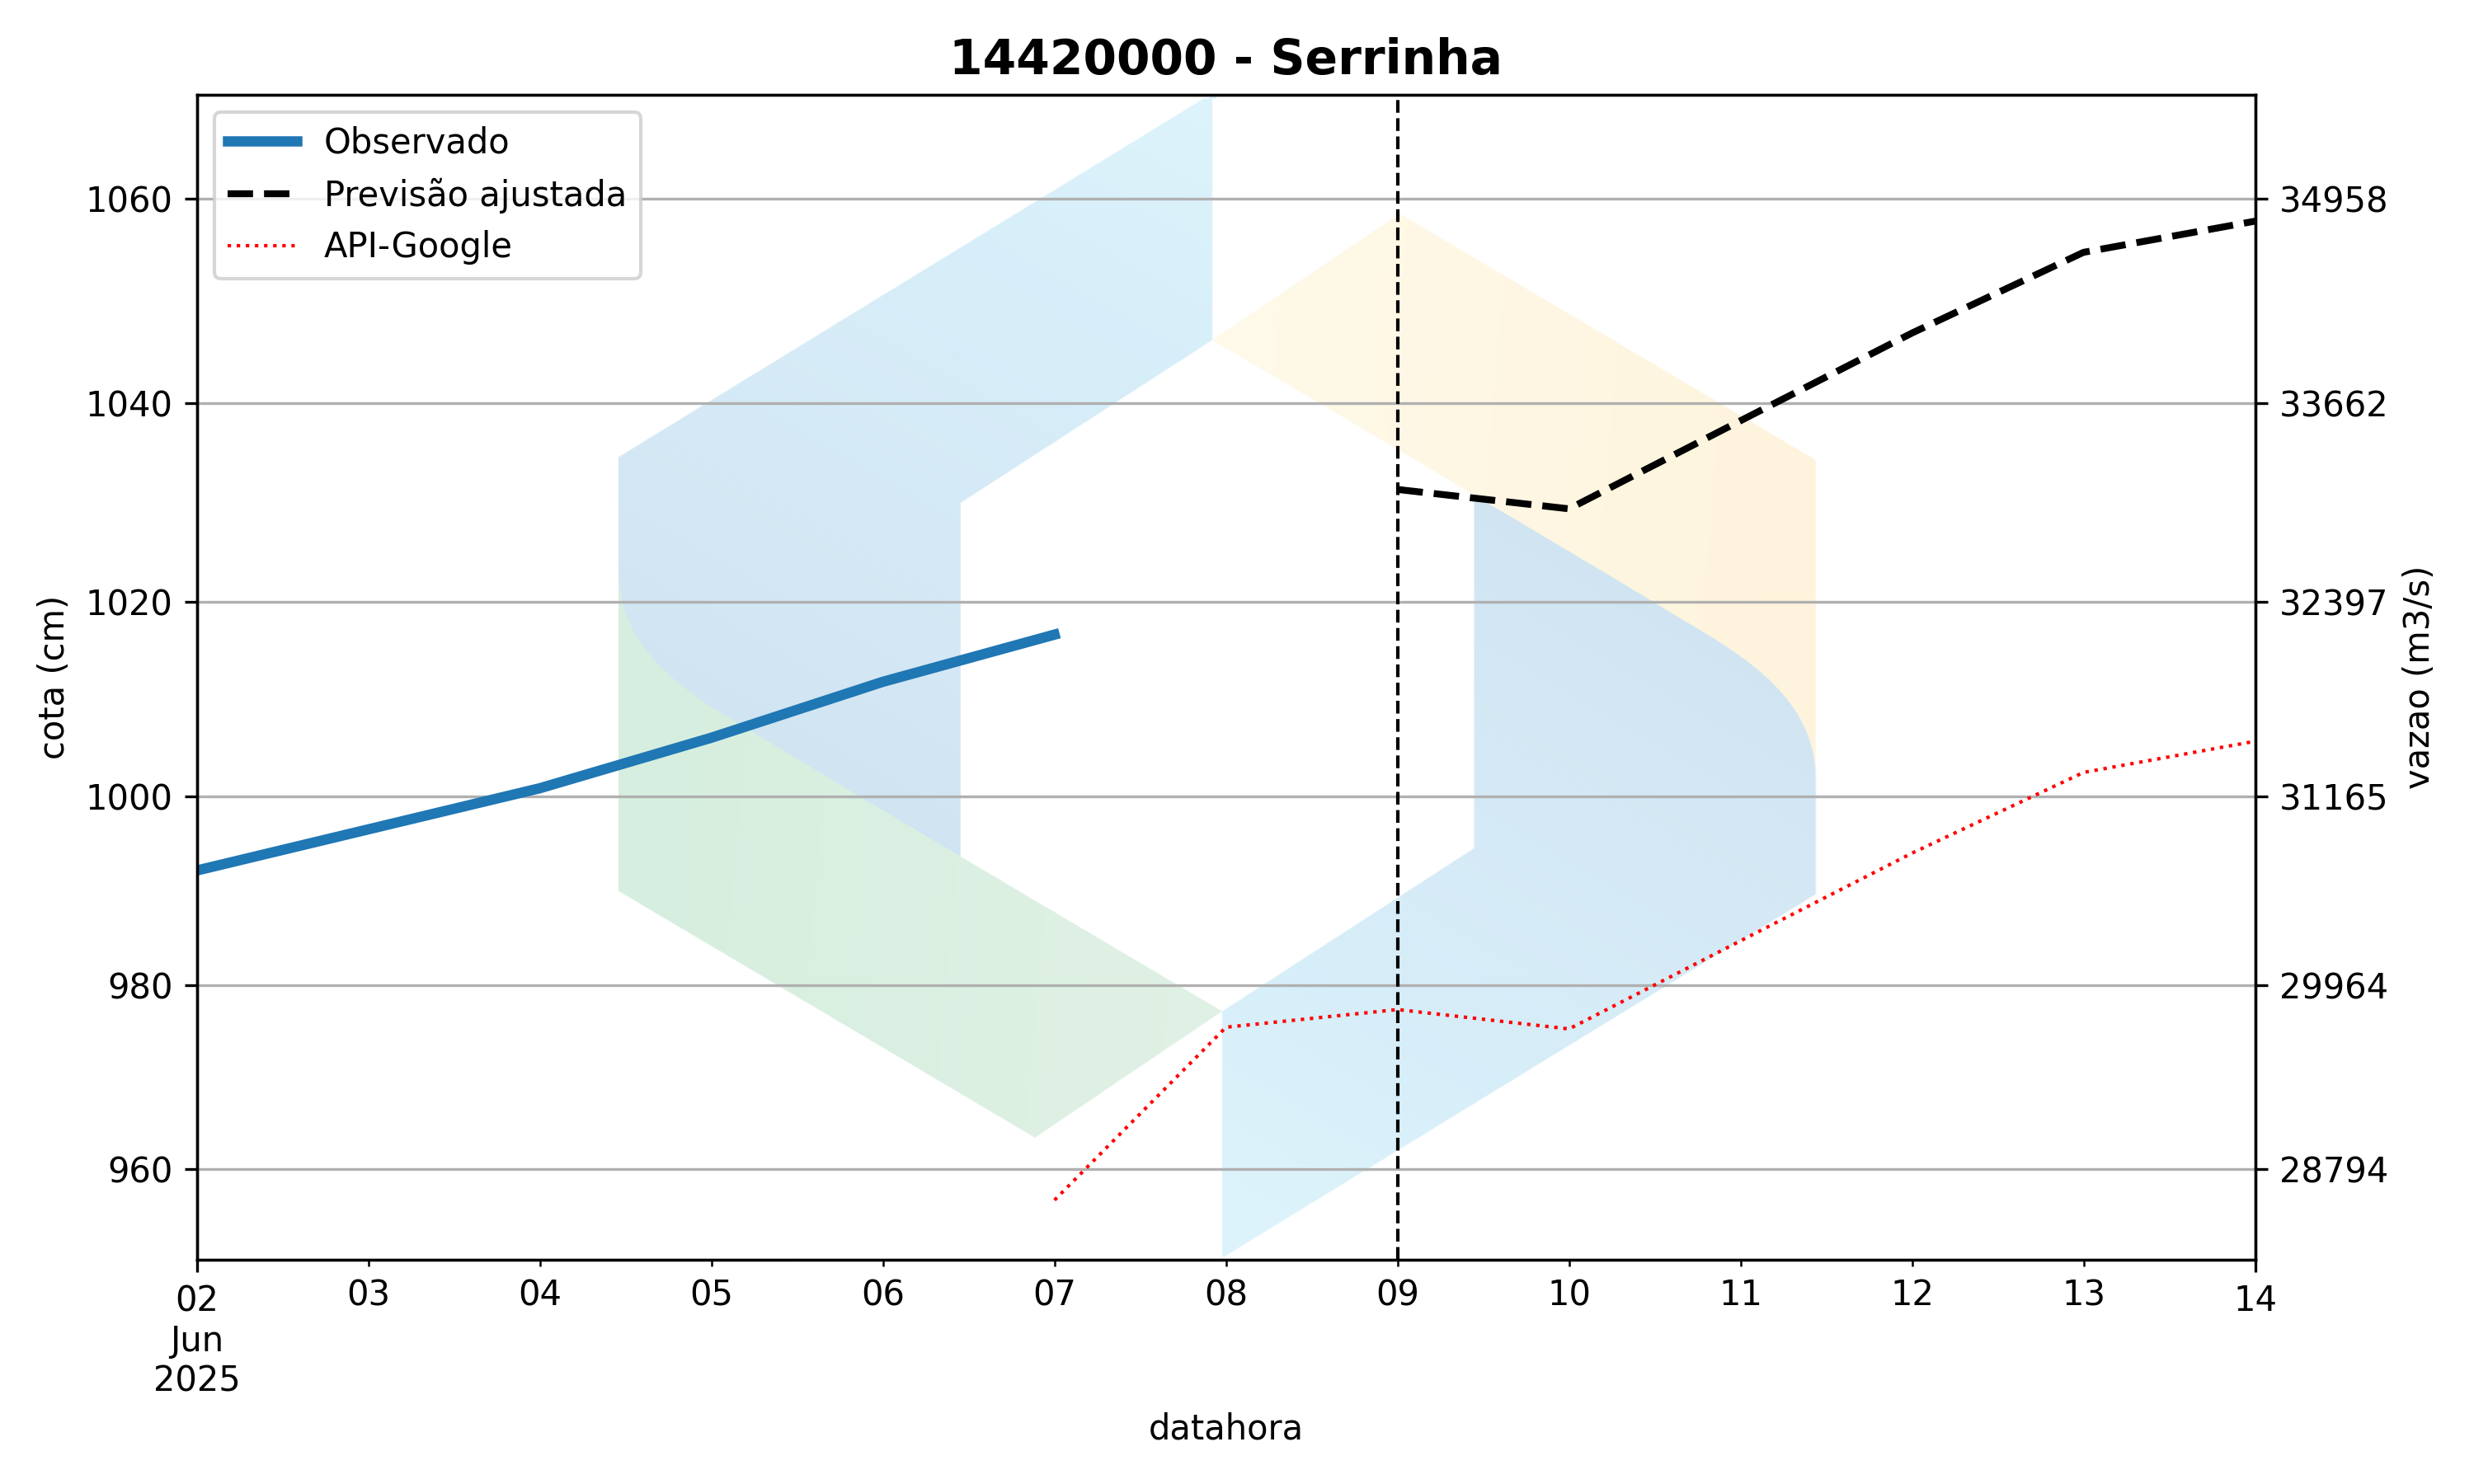 14420000 - Serrinha
Observado
Previsão ajustada
API-Google
1060
1040
1020
1000
980
960
cota (cm)
34958
33662
32397
31165
29964
28794
vazao (m3/s)
02 03 04 05 06 07 08 09 10 11 12 13 14
Jun
2025
datahora